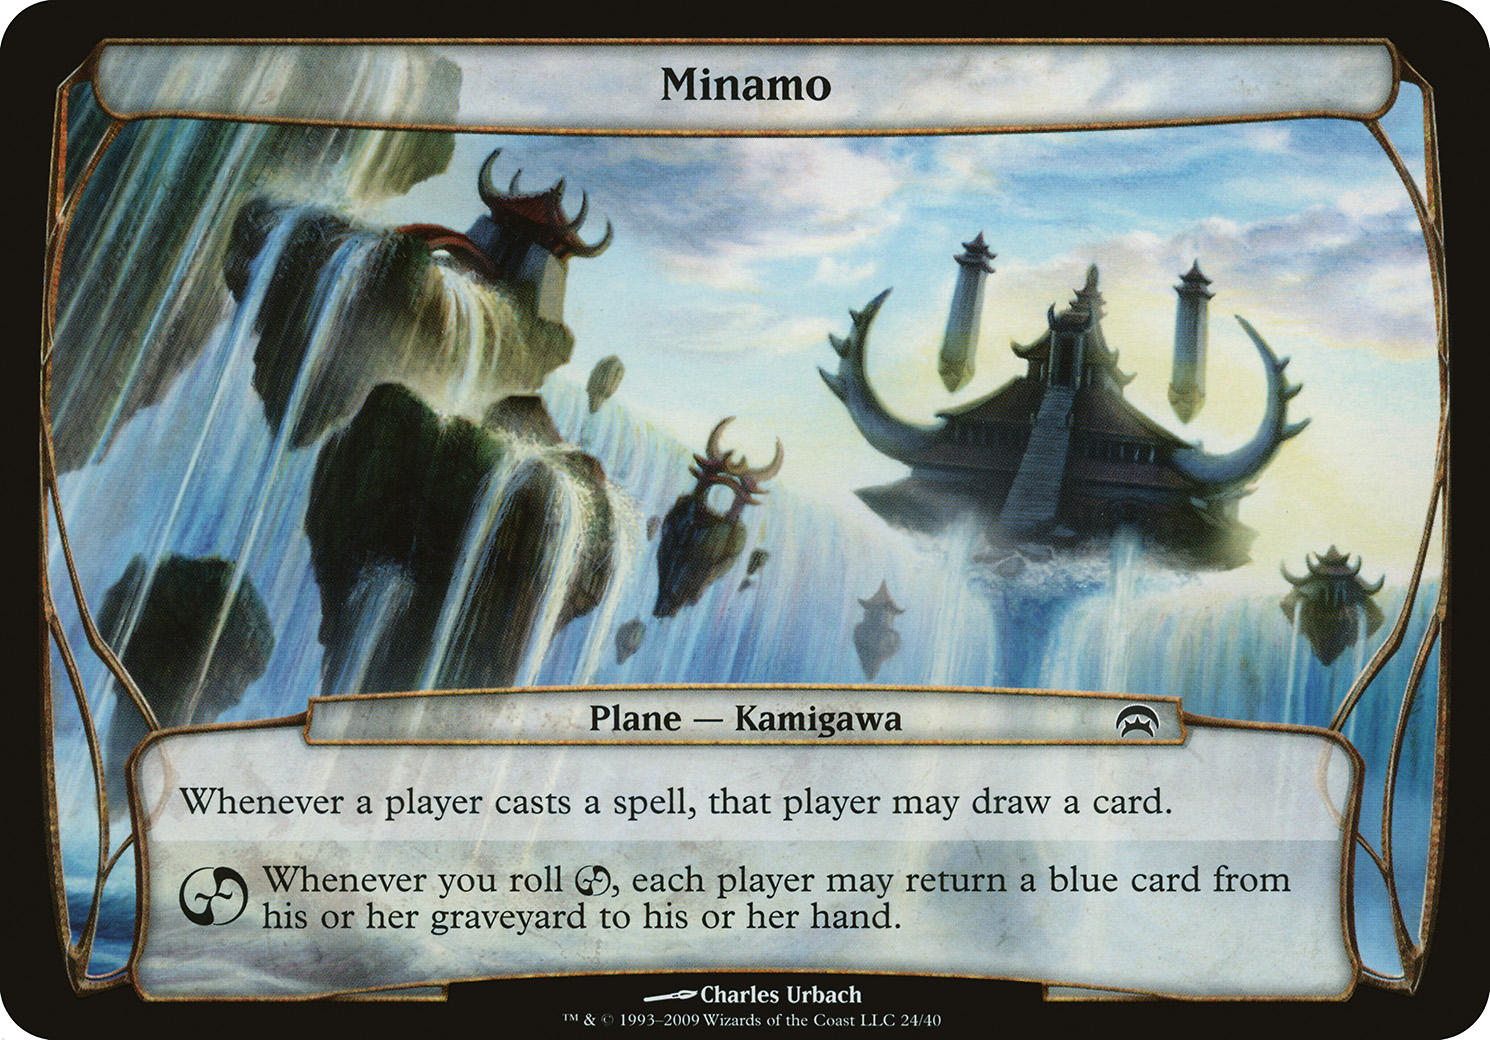 Minamo
Plane — Kamigawa
Whenever a player casts a spell, that player may draw a card.
Whenever you roll , each player may return a blue card from
his or her graveyard to his or her hand.
Charles Urbach
™ & © 1993–2009 Wizards of the Coast LLC 24/40